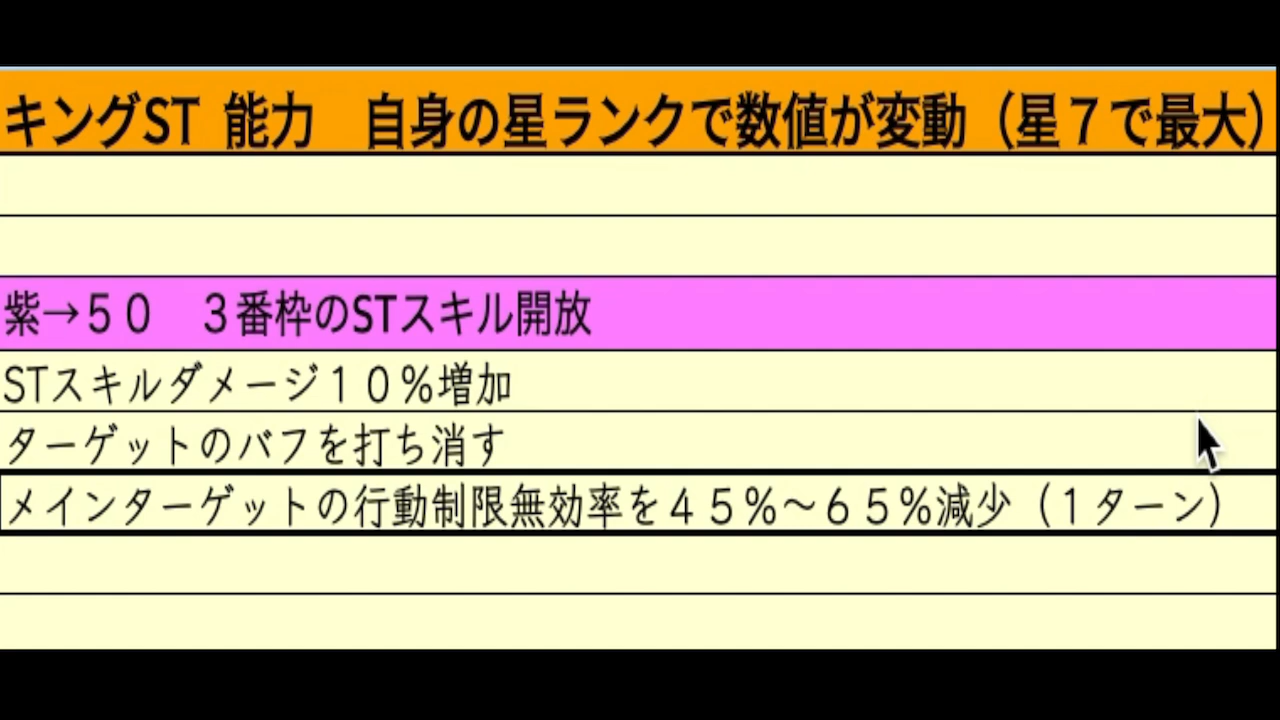 キングST 能力　自身の星ランクで数値が変動（星７で最大）
紫→５０　３番枠のSTスキル開放
STスキルダメージ１０％増加
ターゲットのバフを打ち消す
メインターゲットの行動制限無効率を４５％～６５％減少（１ターン）